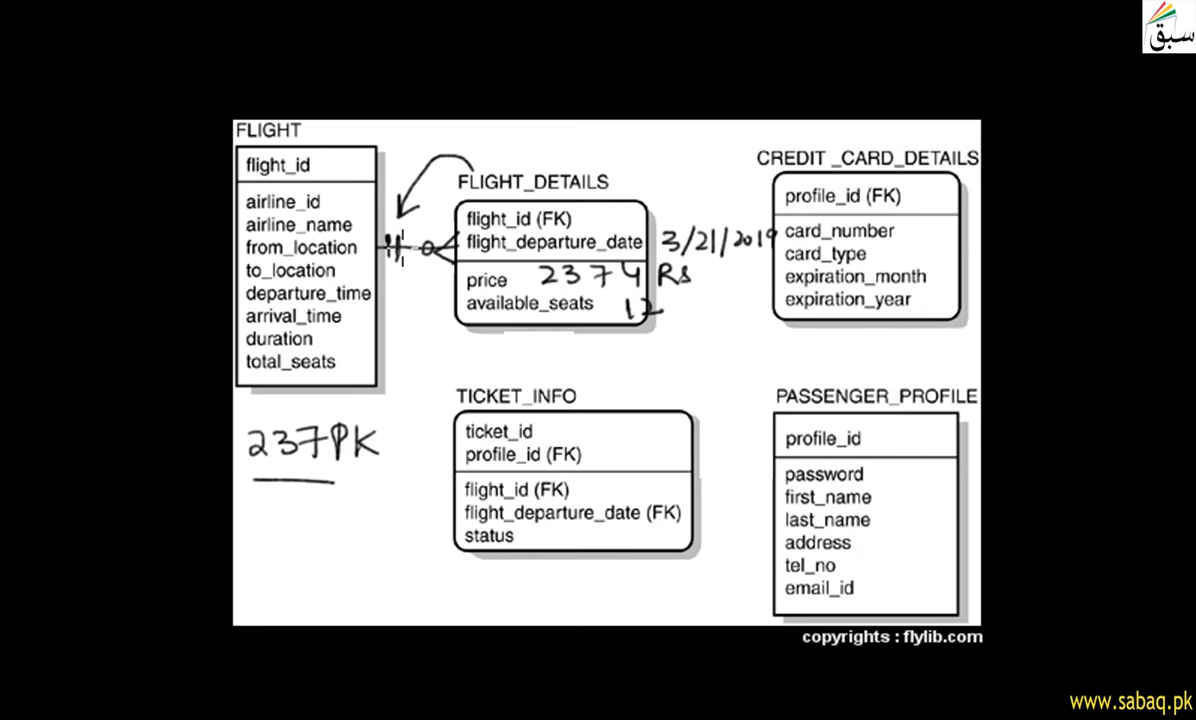 سبق
FLIGHT
flight_id
airline_id
airline_name
from_location
to_location
departure_time
arrival_time
duration
total_seats
237PK
FLIGHT_DETAILS
flight_id (FK)
flight_departure_date 3/21/2019
price 2374 Rs
available_seats 12
TICKET_INFO
ticket_id
profile_id (FK)
flight_id (FK)
flight_departure_date (FK)
status
CREDIT _CARD_DETAILS
profile_id (FK)
card_number
card_type
expiration_month
expiration_year
PASSENGER_PROFILE
profile_id
password
first_name
last_name
address
tel_no
email_id
copyrights : flylib.com
www.sabaq.pk